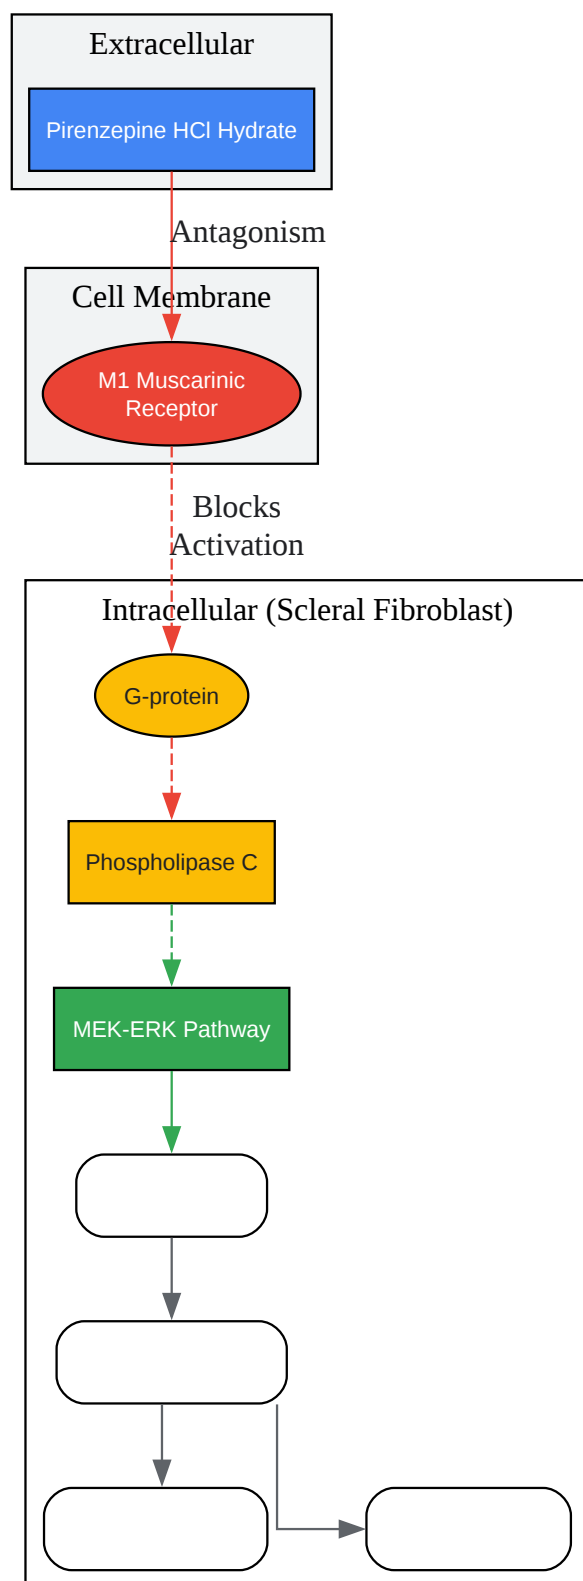 Extracellular
Pirenzepine HCl Hydrate
Antagonism
Cell Membrane
M1 Muscarinic
Receptor
Blocks
Activation
Intracellular (Scleral Fibroblast)
G-protein
Phospholipase C
MEK-ERK Pathway